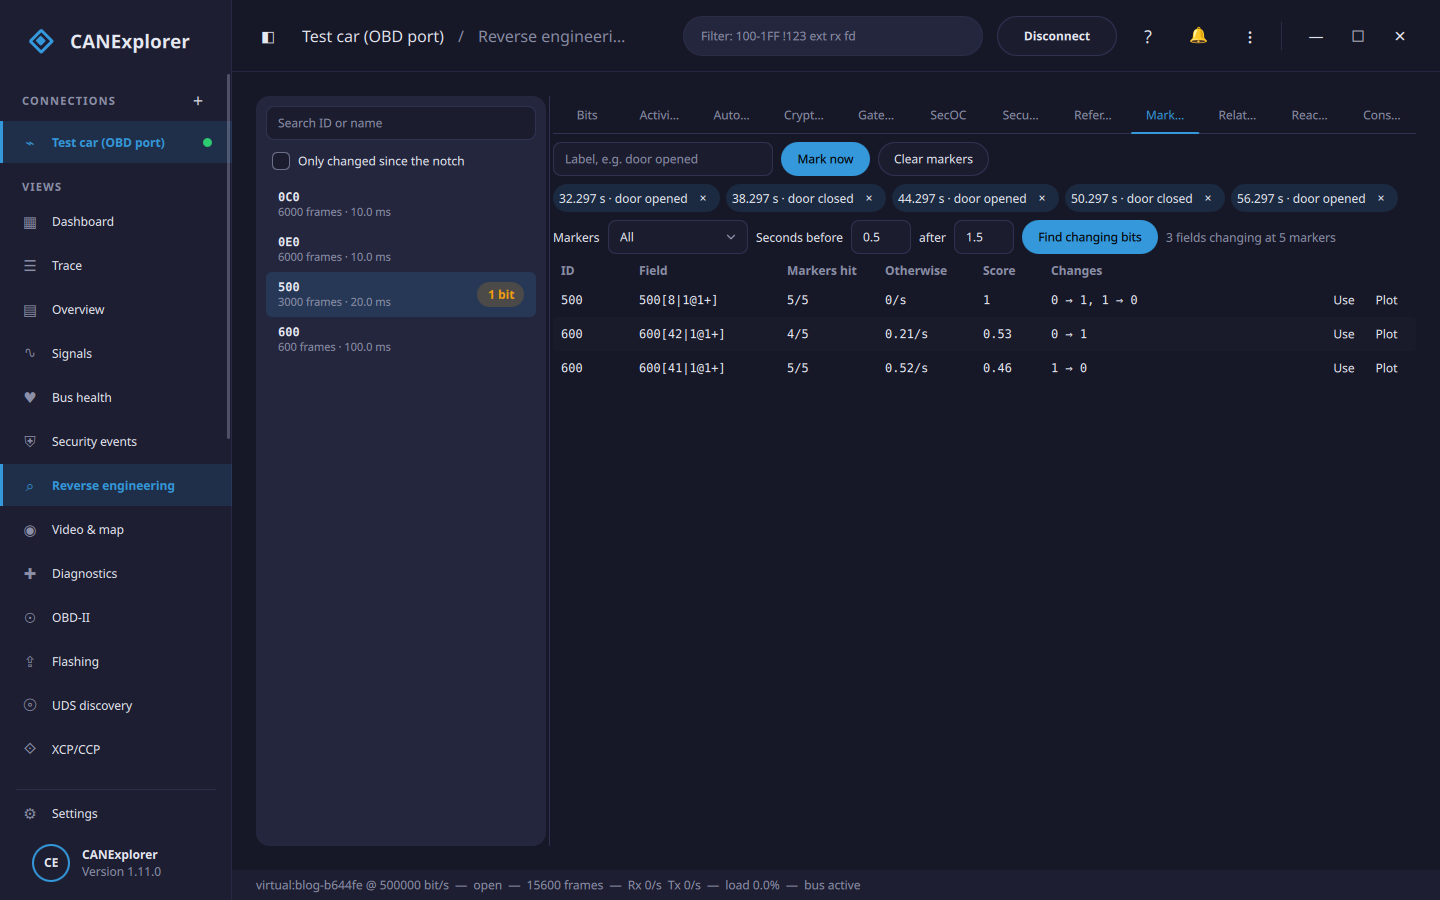 CANExplorer
CONNECTIONS +
Test car (OBD port)
VIEWS
Dashboard
Trace
Overview
Signals
Bus health
Security events
Reverse engineering
Video & map
Diagnostics
OBD-II
Flashing
UDS discovery
XCP/CCP
Settings
CE
CANExplorer
Version 1.11.0
Test car (OBD port) / Reverse engineeri...
Filter: 100-1FF !123 ext rx fd
Disconnect
?
Search ID or name
Only changed since the notch
0C0
6000 frames · 10.0 ms
0E0
6000 frames · 10.0 ms
500
3000 frames · 20.0 ms
1 bit
600
600 frames · 100.0 ms
Bits Activi... Auto... Crypt... Gate... SecOC Secu... Refer... Mark... Relat... Reac... Cons...
Label, e.g. door opened Mark now Clear markers
32.297 s · door opened × 38.297 s · door closed × 44.297 s · door opened × 50.297 s · door closed × 56.297 s · door opened ×
Markers All Seconds before 0.5 after 1.5 Find changing bits 3 fields changing at 5 markers
ID Field Markers hit Otherwise Score Changes
500 500[8|1@1+] 5/5 0/s 1 0 → 1, 1 → 0 Use Plot
600 600[42|1@1+] 4/5 0.21/s 0.53 0 → 1 Use Plot
600 600[41|1@1+] 5/5 0.52/s 0.46 1 → 0 Use Plot
virtual:blog-b644fe @ 500000 bit/s — open — 15600 frames — Rx 0/s Tx 0/s — load 0.0% — bus active